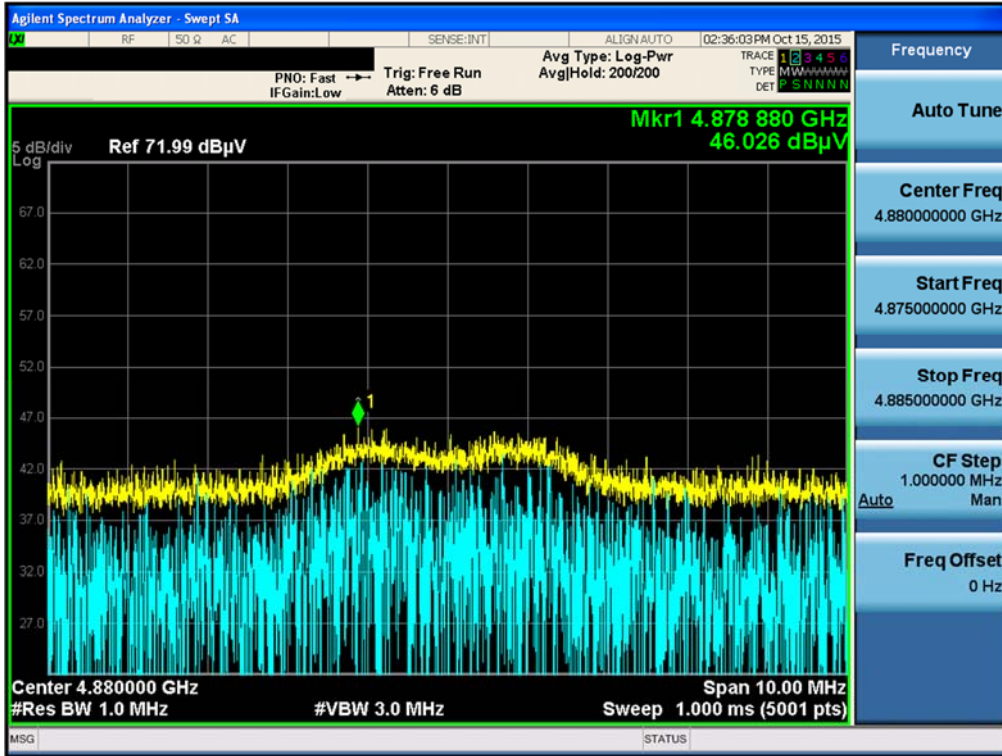 Agilent Spectrum Analyzer - Swept SA
LXI RF 50 Ω AC SENSE:INT ALIGN AUTO 02:36:03 PM Oct 15, 2015
PNO: Fast Trig: Free Run Avg Type: Log-Pwr TRACE 1 2 3 4 5 6
IFGain:Low Atten: 6 dB Avg|Hold: 200/200 TYPE M W W W W W
DET P S N N N N
Mkr1 4.878 880 GHz
46.026 dBµV
5 dB/div Ref 71.99 dBµV
Log
67.0
62.0
57.0
52.0
47.0
42.0
37.0
32.0
27.0
1
Center 4.880000 GHz Span 10.00 MHz
#Res BW 1.0 MHz #VBW 3.0 MHz Sweep 1.000 ms (5001 pts)
MSG STATUS
Frequency
Auto Tune
Center Freq
4.880000000 GHz
Start Freq
4.875000000 GHz
Stop Freq
4.885000000 GHz
CF Step
1.000000 MHz
Auto Man
Freq Offset
0 Hz